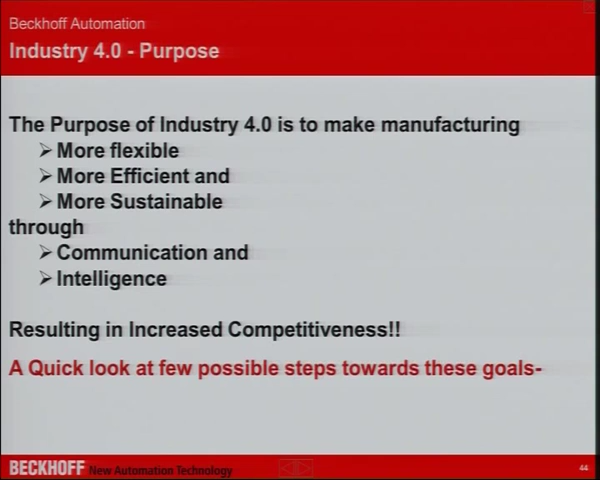 Beckhoff Automation
Industry 4.0 - Purpose
The Purpose of Industry 4.0 is to make manufacturing
➢ More flexible
➢ More Efficient and
➢ More Sustainable
through
➢ Communication and
➢ Intelligence
Resulting in Increased Competitiveness!!
A Quick look at few possible steps towards these goals-
BECKHOFF New Automation Technology
44